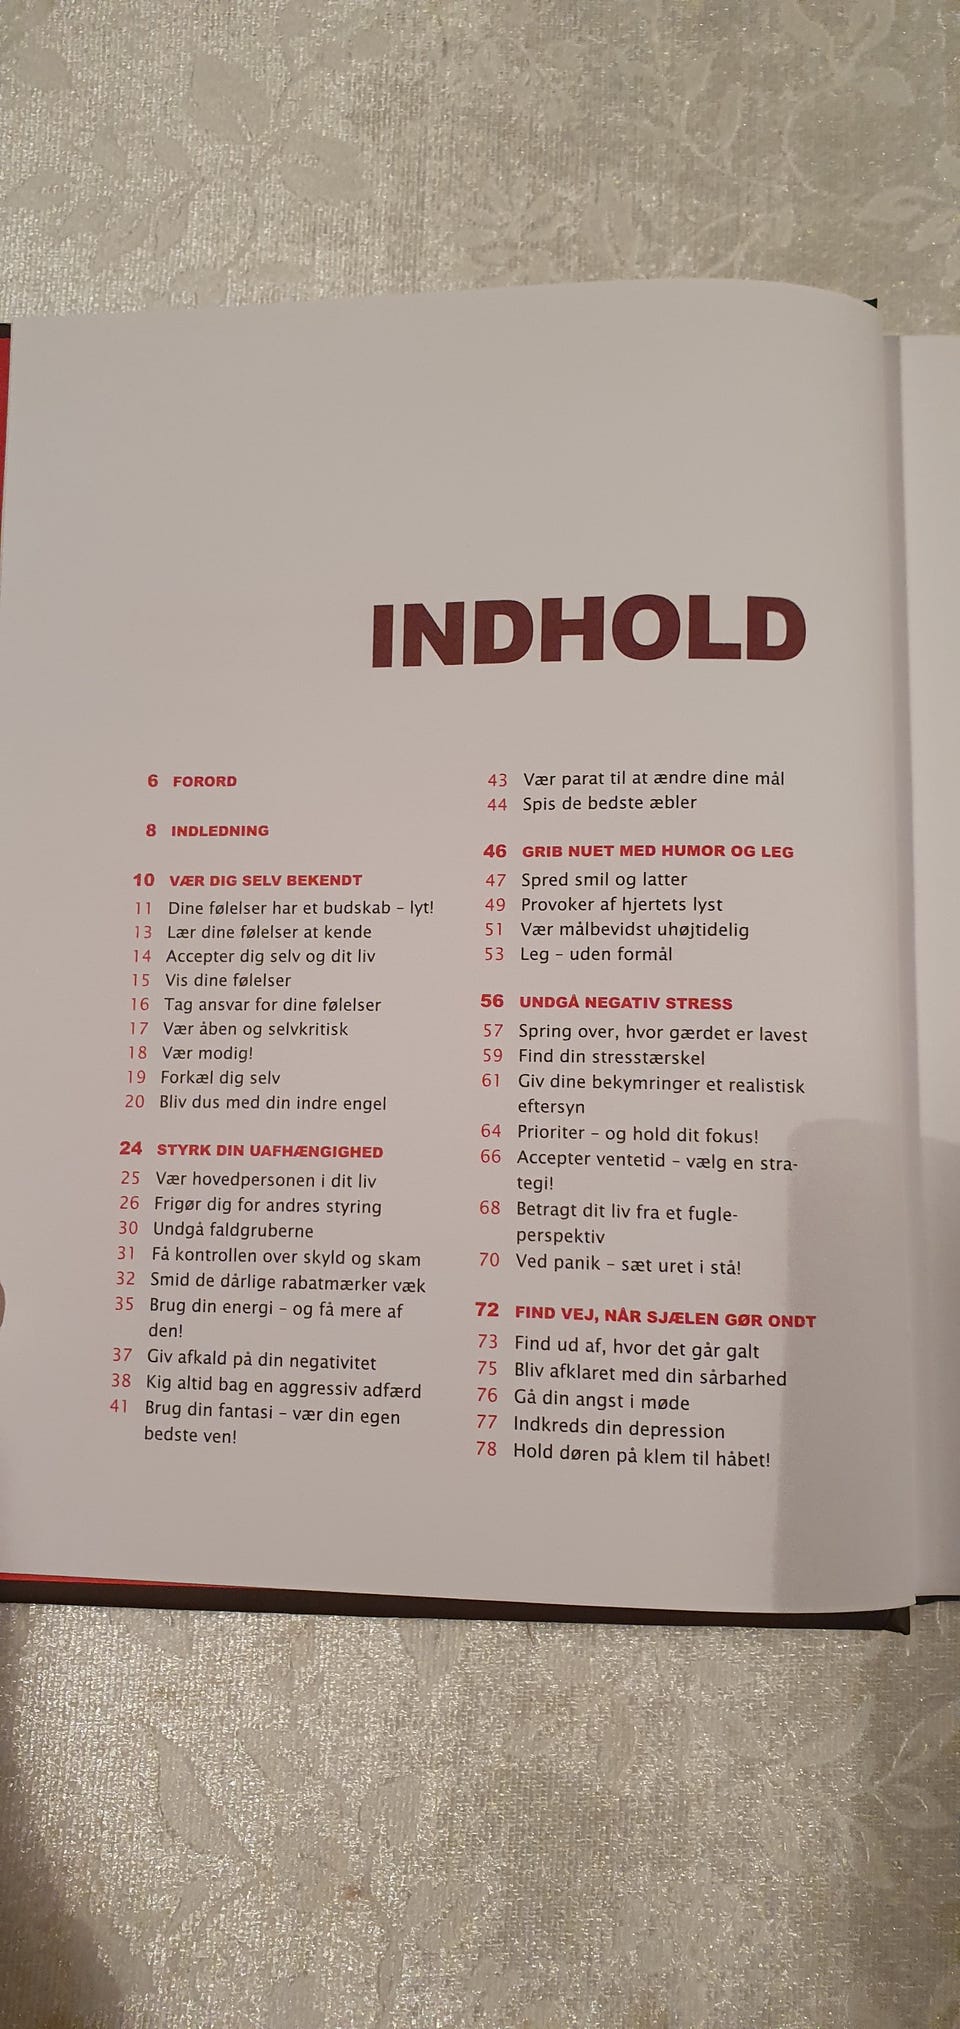 INDHOLD
6 FORORD
8 INDLEDNING
10 VÆR DIG SELV BEKENDT
11 Dine følelser har et budskab – lyt!
13 Lær dine følelser at kende
14 Accepter dig selv og dit liv
15 Vis dine følelser
16 Tag ansvar for dine følelser
17 Vær åben og selvkritisk
18 Vær modig!
19 Forkæl dig selv
20 Bliv dus med din indre engel
24 STYRK DIN UAFHÆNGIGHED
25 Vær hovedpersonen i dit liv
26 Frigør dig for andres styring
30 Undgå faldgruberne
31 Få kontrollen over skyld og skam
32 Smid de dårlige rabatmærker væk
35 Brug din energi – og få mere af
den!
37 Giv afkald på din negativitet
38 Kig altid bag en aggressiv adfærd
41 Brug din fantasi – vær din egen
bedste ven!
43 Vær parat til at ændre dine mål
44 Spis de bedste æbler
46 GRIB NUET MED HUMOR OG LEG
47 Spred smil og latter
49 Provoker af hjertets lyst
51 Vær målbevidst uhøjtidelig
53 Leg – uden formål
56 UNDGÅ NEGATIV STRESS
57 Spring over, hvor gærdet er lavest
59 Find din stresstærskel
61 Giv dine bekymringer et realistisk
eftersyn
64 Prioriter – og hold dit fokus!
66 Accepter ventetid – vælg en stra-
tegi!
68 Betragt dit liv fra et fugle-
perspektiv
70 Ved panik – sæt uret i stå!
72 FIND VEJ, NÅR SJÆLEN GØR ONDT
73 Find ud af, hvor det går galt
75 Bliv afklaret med din sårbarhed
76 Gå din angst i møde
77 Indkreds din depression
78 Hold døren på klem til håbet!